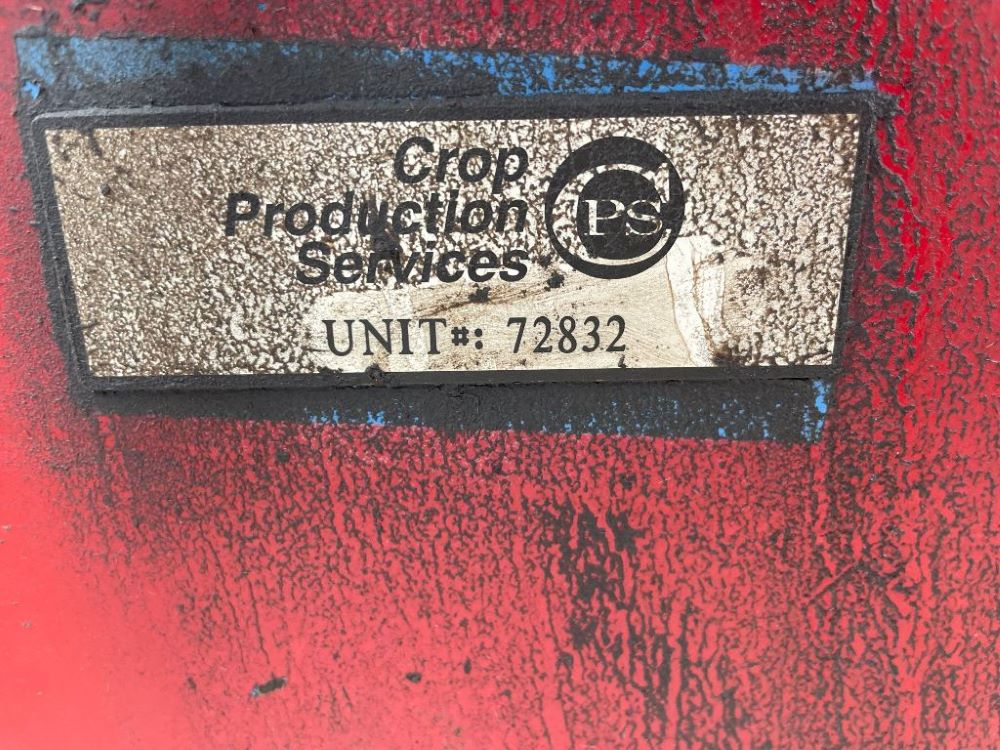 Crop
Production
Services
CPS
UNIT#: 72832